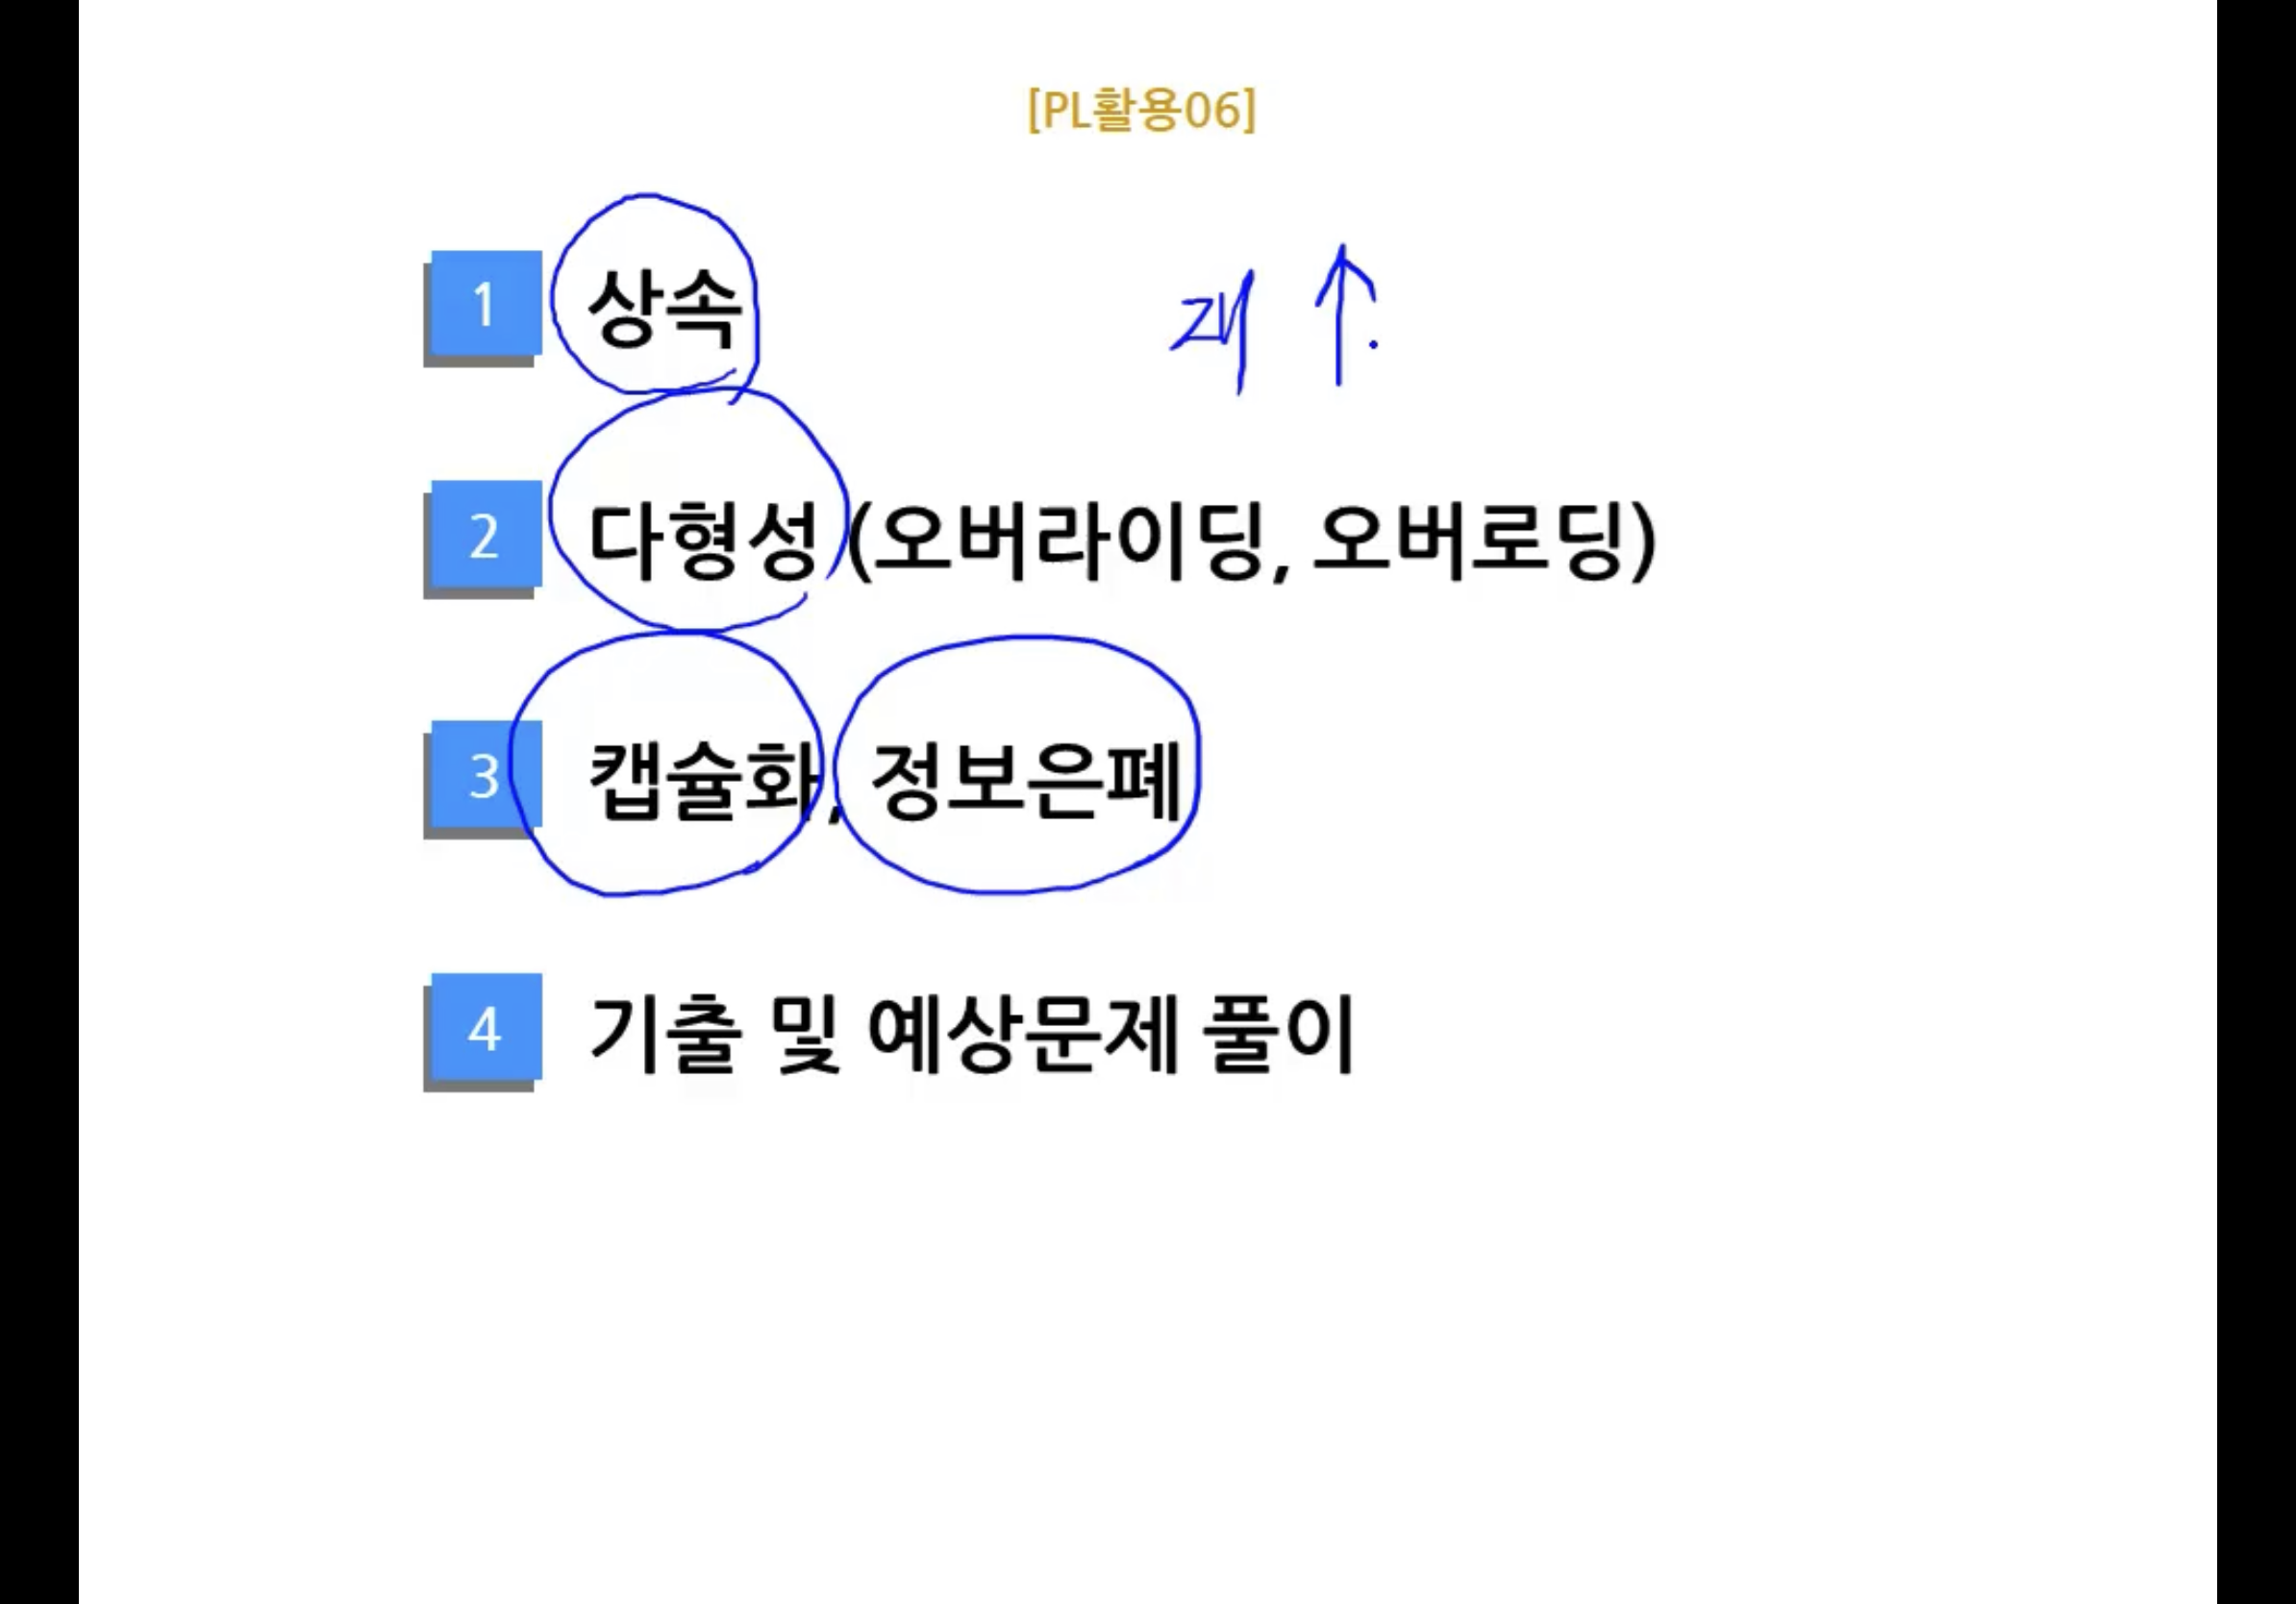 [PL활용06]
1 상속
재 ↑.
2 다형성 (오버라이딩, 오버로딩)
3 캡슐화, 정보은폐
4 기출 및 예상문제 풀이